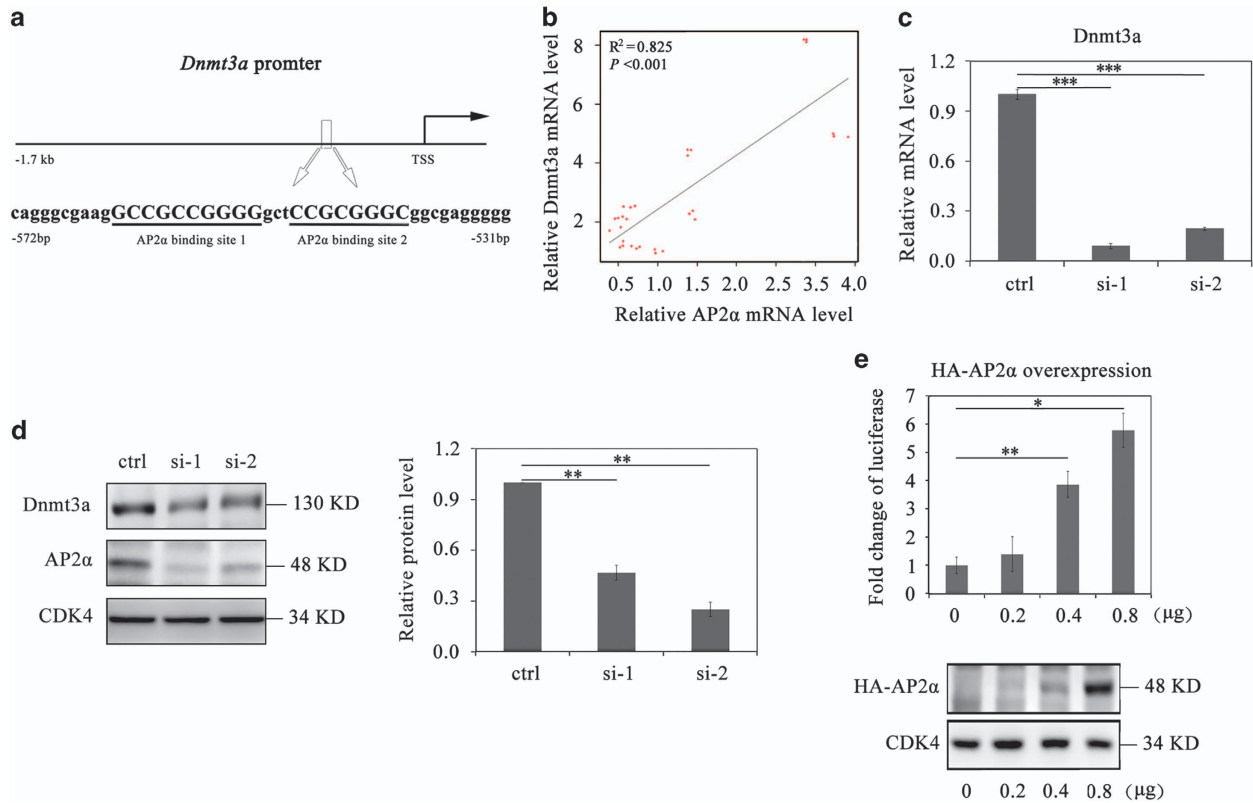 a
Dnmt3a promter
-1.7 kb
TSS
cagggcgaagGCCGCCGGGGgctCCGCGGGCggcgaggggg
-572bp
AP2α binding site 1
AP2α binding site 2
-531bp
b
R²=0.825
P <0.001
Relative Dnmt3a mRNA level
8
6
4
2
0.5 1.0 1.5 2.0 2.5 3.0 3.5 4.0
Relative AP2α mRNA level
c
Dnmt3a
Relative mRNA level
1.2
0.9
0.6
0.3
0.0
***
***
ctrl si-1 si-2
d
ctrl si-1 si-2
Dnmt3a 130 KD
AP2α 48 KD
CDK4 34 KD
Relative protein level
1.2
0.9
0.6
0.3
0.0
**
**
ctrl si-1 si-2
e
HA-AP2α overexpression
Fold change of luciferase
7
6
5
4
3
2
1
0
*
**
0 0.2 0.4 0.8 (μg)
HA-AP2α 48 KD
CDK4 34 KD
0 0.2 0.4 0.8 (μg)